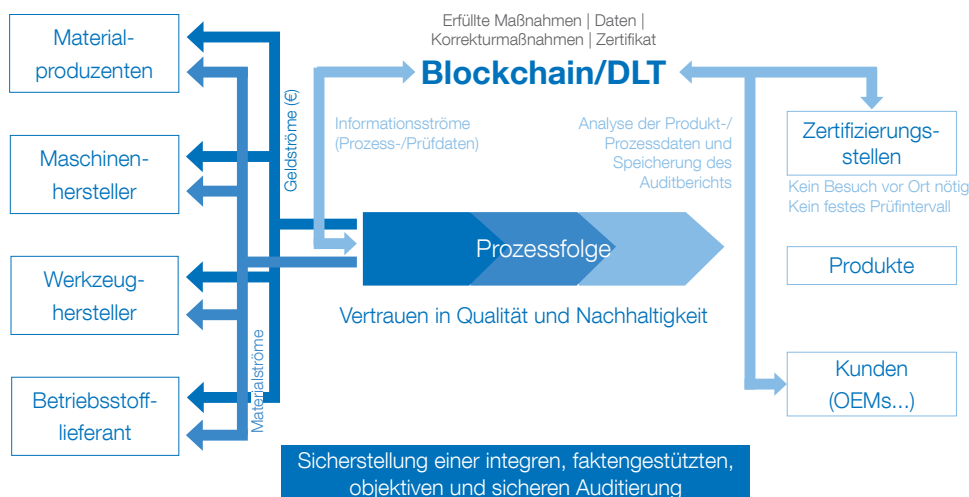 Erfüllte Maßnahmen | Daten |
Korrekturmaßnahmen | Zertifikat
Blockchain/DLT
Material-
produzenten
Maschinen-
hersteller
Werkzeug-
hersteller
Betriebsstoff-
lieferant
Geldströme (€)
Materialströme
Informationsströme
(Prozess-/Prüfdaten)
Analyse der Produkt-/
Prozessdaten und
Speicherung des
Auditberichts
Prozessfolge
Vertrauen in Qualität und Nachhaltigkeit
Zertifizierungs-
stellen
Kein Besuch vor Ort nötig
Kein festes Prüfintervall
Produkte
Kunden
(OEMs...)
Sicherstellung einer integren, faktengestützten,
objektiven und sicheren Auditierung